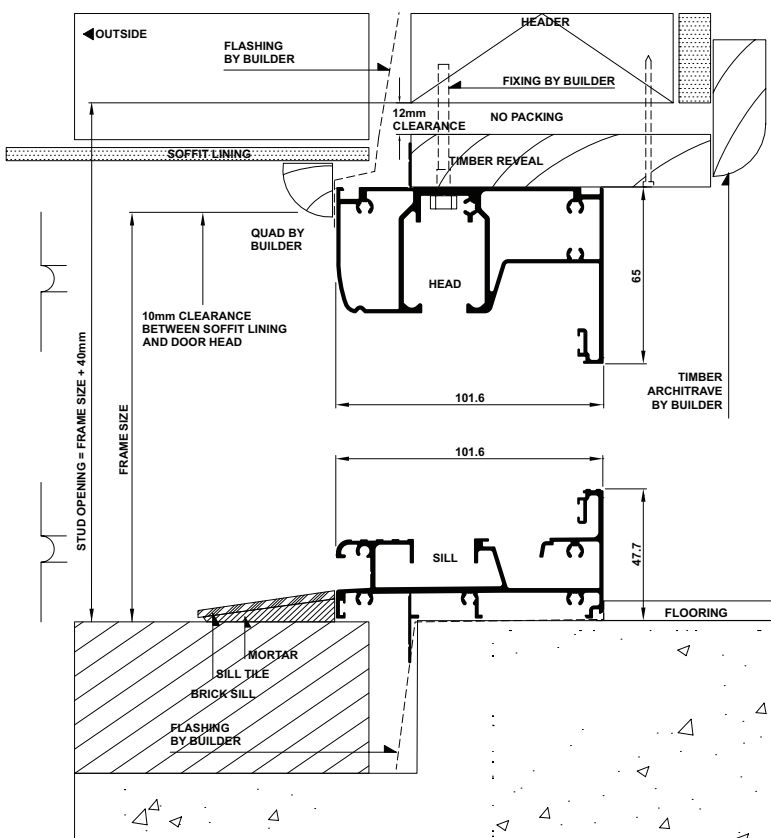 HEADER
OUTSIDE
FLASHING
BY BUILDER
FIXING BY BUILDER
12mm
CLEARANCE
NO PACKING
SOFFIT LINING
TIMBER REVEAL
QUAD BY
BUILDER
HEAD
65
10mm CLEARANCE
BETWEEN SOFFIT LINING
AND DOOR HEAD
TIMBER
ARCHITRAVE
BY BUILDER
101.6
STUD OPENING = FRAME SIZE + 40mm
FRAME SIZE
101.6
SILL
47.7
FLOORING
MORTAR
SILL TILE
BRICK SILL
FLASHING
BY BUILDER